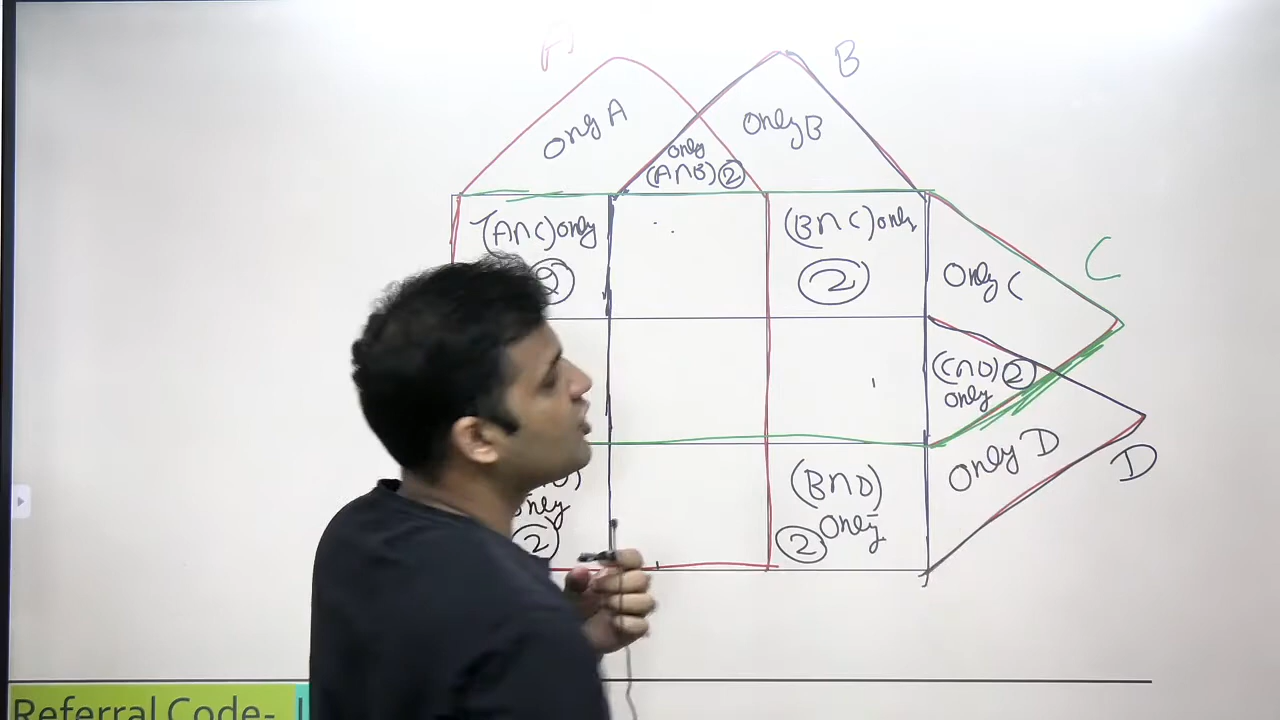 A
B
Only A
Only B
Only
(A∩B) ②
(A∩C) only
②
(B∩C) only
②
Only C
C
(C∩D) ②
only
Only D
D
only
②
(B∩D)
② Only
Referral Code-